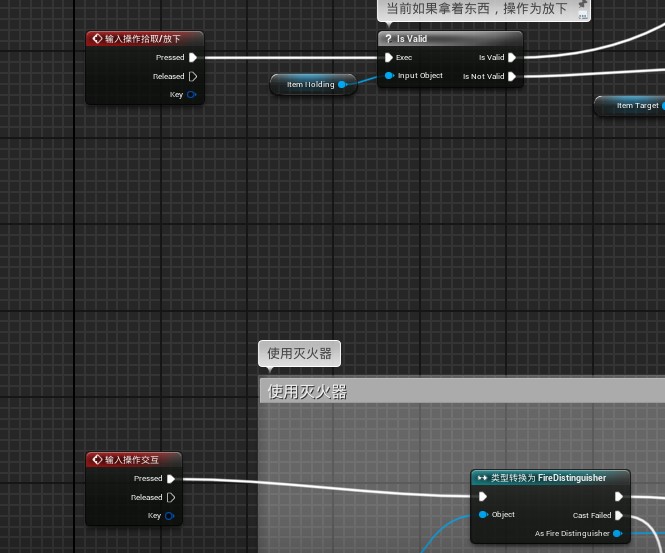 当前如果拿着东西，操作为放下
输入操作拾取/放下
Pressed
Released
Key
Item Holding
? Is Valid
Exec
Is Valid
Input Object
Is Not Valid
Item Target
使用灭火器
使用灭火器
输入操作交互
Pressed
Released
Key
类型转换为 FireDistinguisher
Object
Cast Failed
As Fire Distinguisher